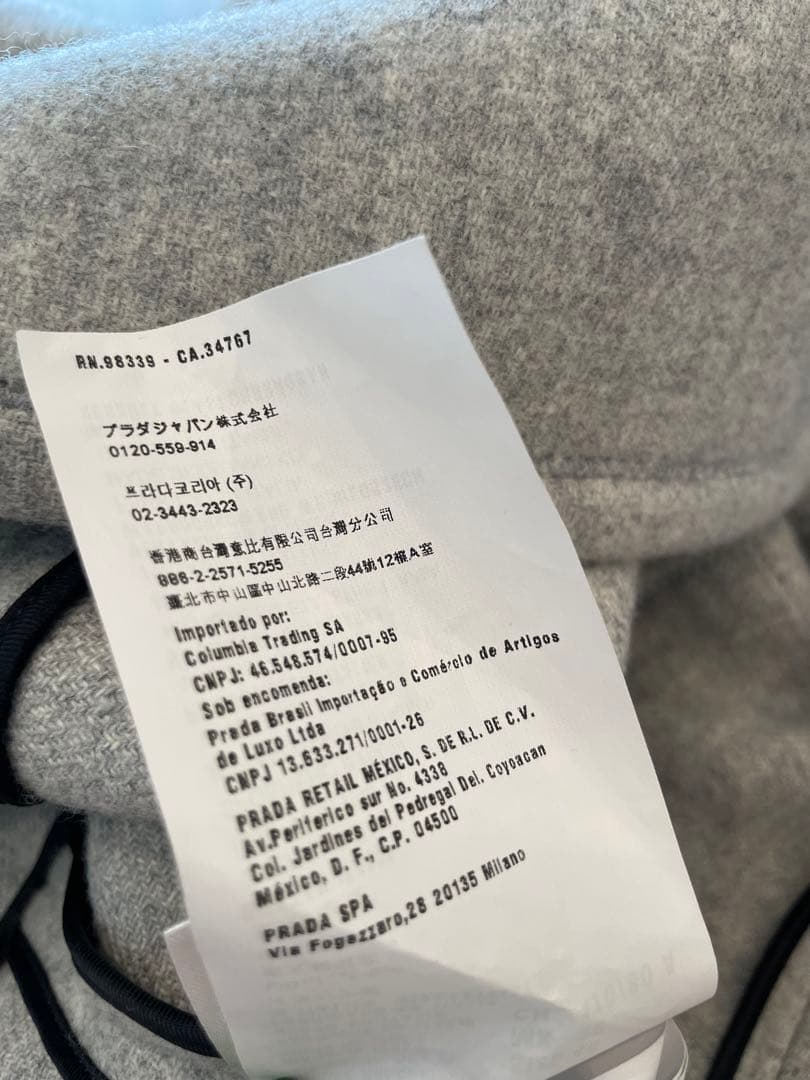 RN.98339 - CA.34767
プラダジャパン株式会社
0120-559-914
프라다코리아 (주)
02-3443-2323
香港商台灣意比有限公司台灣分公司
886-2-2571-5255
臺北市中山區中山北路二段44號12樓A室
Importado por:
Columbia Trading SA
CNPJ: 46.548.574/0007-95
Sob encomenda:
Prada Brasil Importação e Comércio de Artigos
de Luxo Ltda
CNPJ 13.633.271/0001-26
PRADA RETAIL MÉXICO, S. DE R.L. DE C.V.
Av.Periferico sur No. 4338
Col. Jardines del Pedregal Del. Coyoacan
México, D. F., C.P. 04500
PRADA SPA
Via Fogazzaro,28 20135 Milano